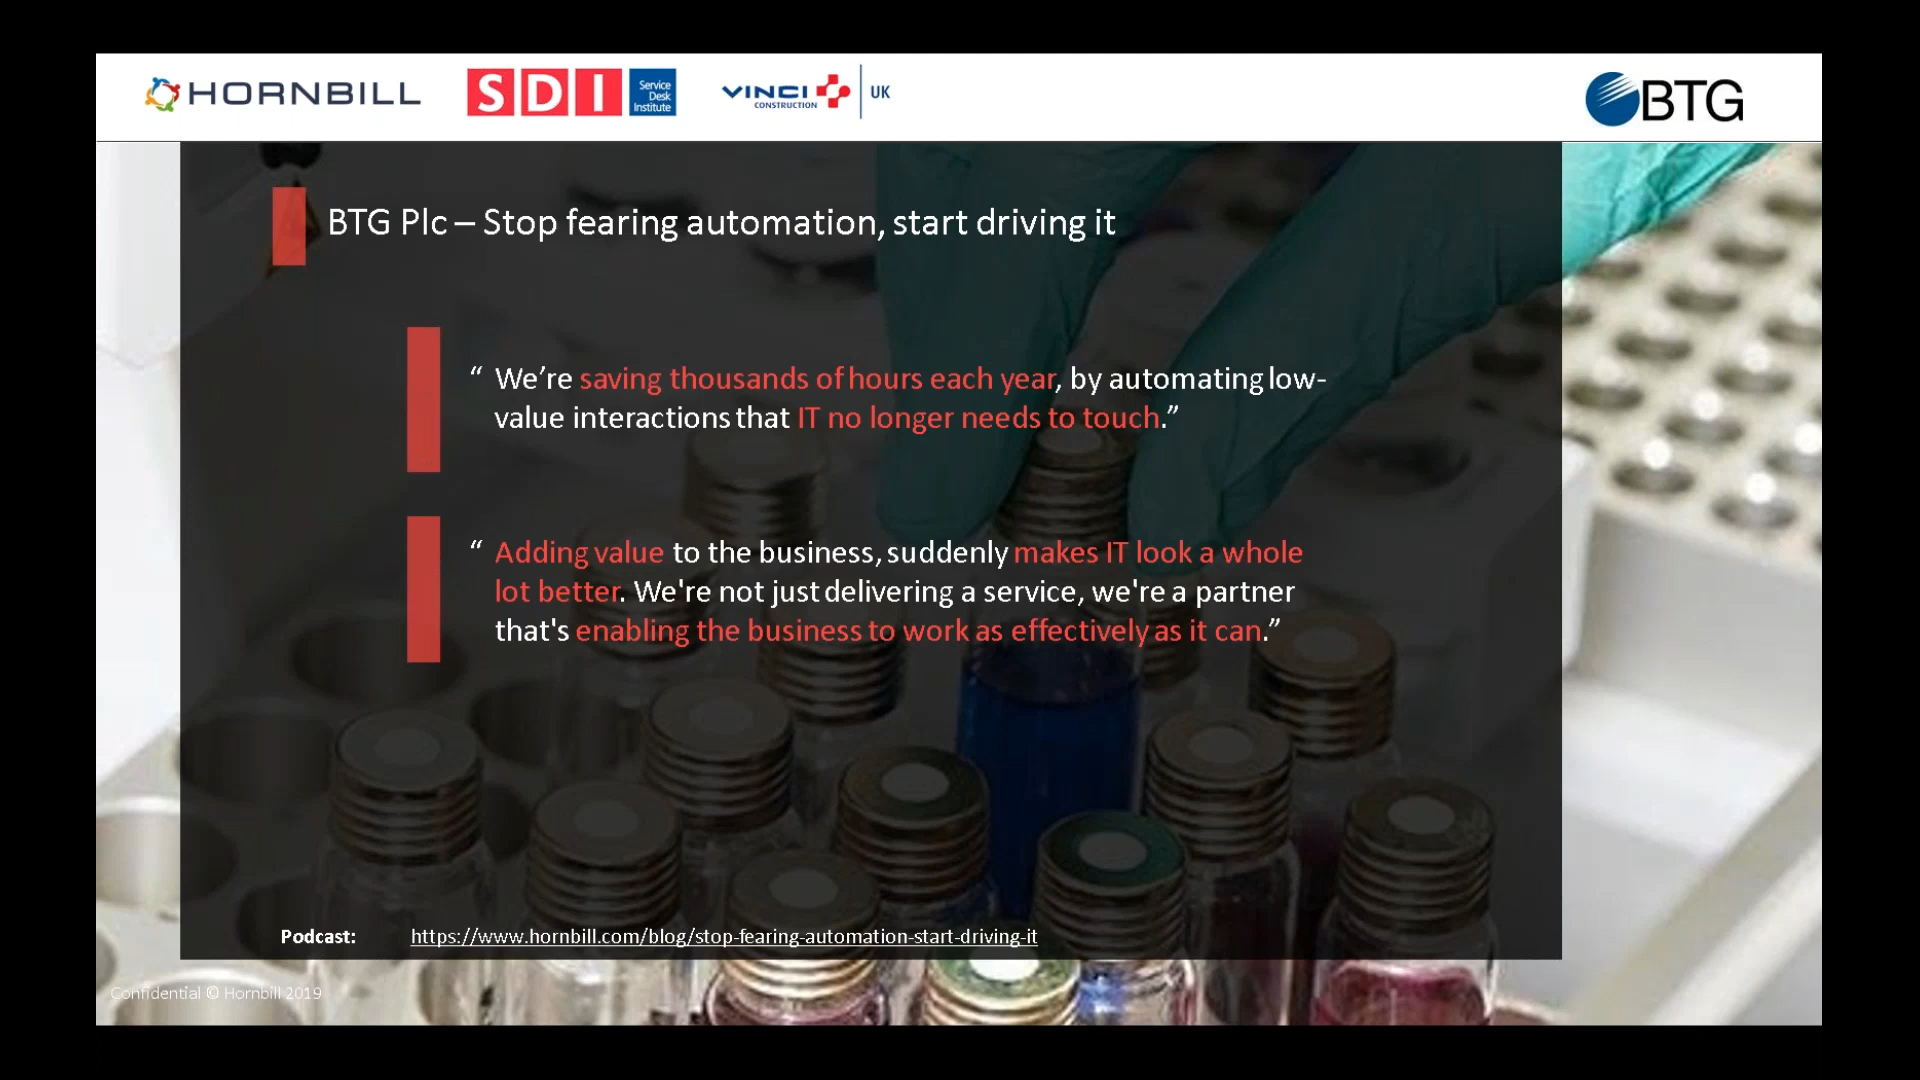 HORNBILL
SDI Service
Desk
Institute
VINCI
CONSTRUCTION
UK
BTG
BTG Plc – Stop fearing automation, start driving it
“ We’re saving thousands of hours each year, by automating low-
value interactions that IT no longer needs to touch.”
“ Adding value to the business, suddenly makes IT look a whole
lot better. We're not just delivering a service, we're a partner
that's enabling the business to work as effectively as it can.”
Podcast: https://www.hornbill.com/blog/stop-fearing-automation-start-driving-it
Confidential © Hornbill 2019